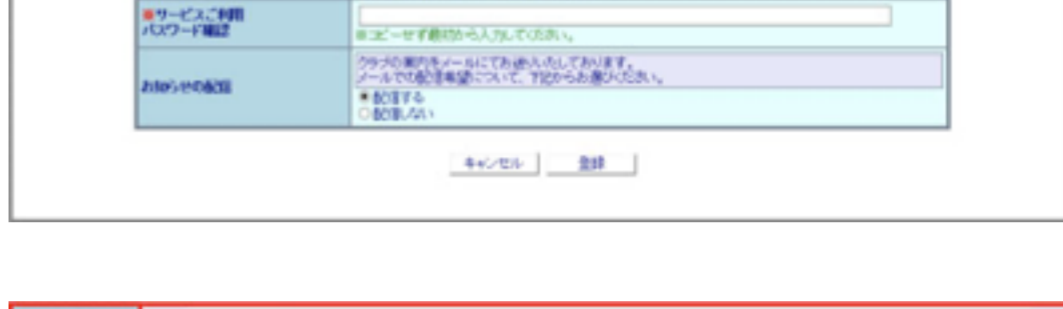 ■サービスご利用
パスワード確認
※コピーせず最初から入力してください。
お知らせの配信
クラブの案内をメールにてお送りいたしております。
メールでの配信希望について、下記からお選びください。
配信する
配信しない
キャンセル
登録